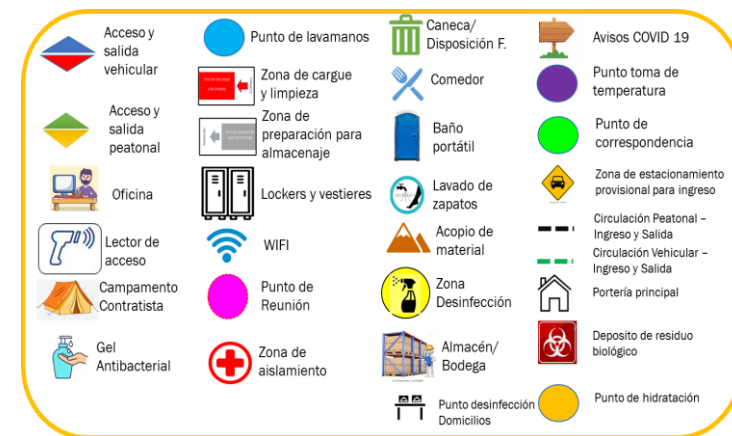 Acceso y
salida
vehicular
Acceso y
salida
peatonal
Oficina
Lector de
acceso
Campamento
Contratista
Gel
Antibacterial
Punto de lavamanos
Zona de cargue
y limpieza
Zona de
preparación para
almacenaje
Lockers y vestieres
WIFI
Punto de
Reunión
Zona de
aislamiento
Caneca/
Disposición F.
Comedor
Baño
portátil
Lavado de
zapatos
Acopio de
material
Zona
Desinfección
Almacén/
Bodega
Punto desinfección
Domicilios
Avisos COVID 19
Punto toma de
temperatura
Punto de
correspondencia
Zona de estacionamiento
provisional para ingreso
Circulación Peatonal –
Ingreso y Salida
Circulación Vehicular –
Ingreso y Salida
Portería principal
Deposito de residuo
biológico
Punto de hidratación